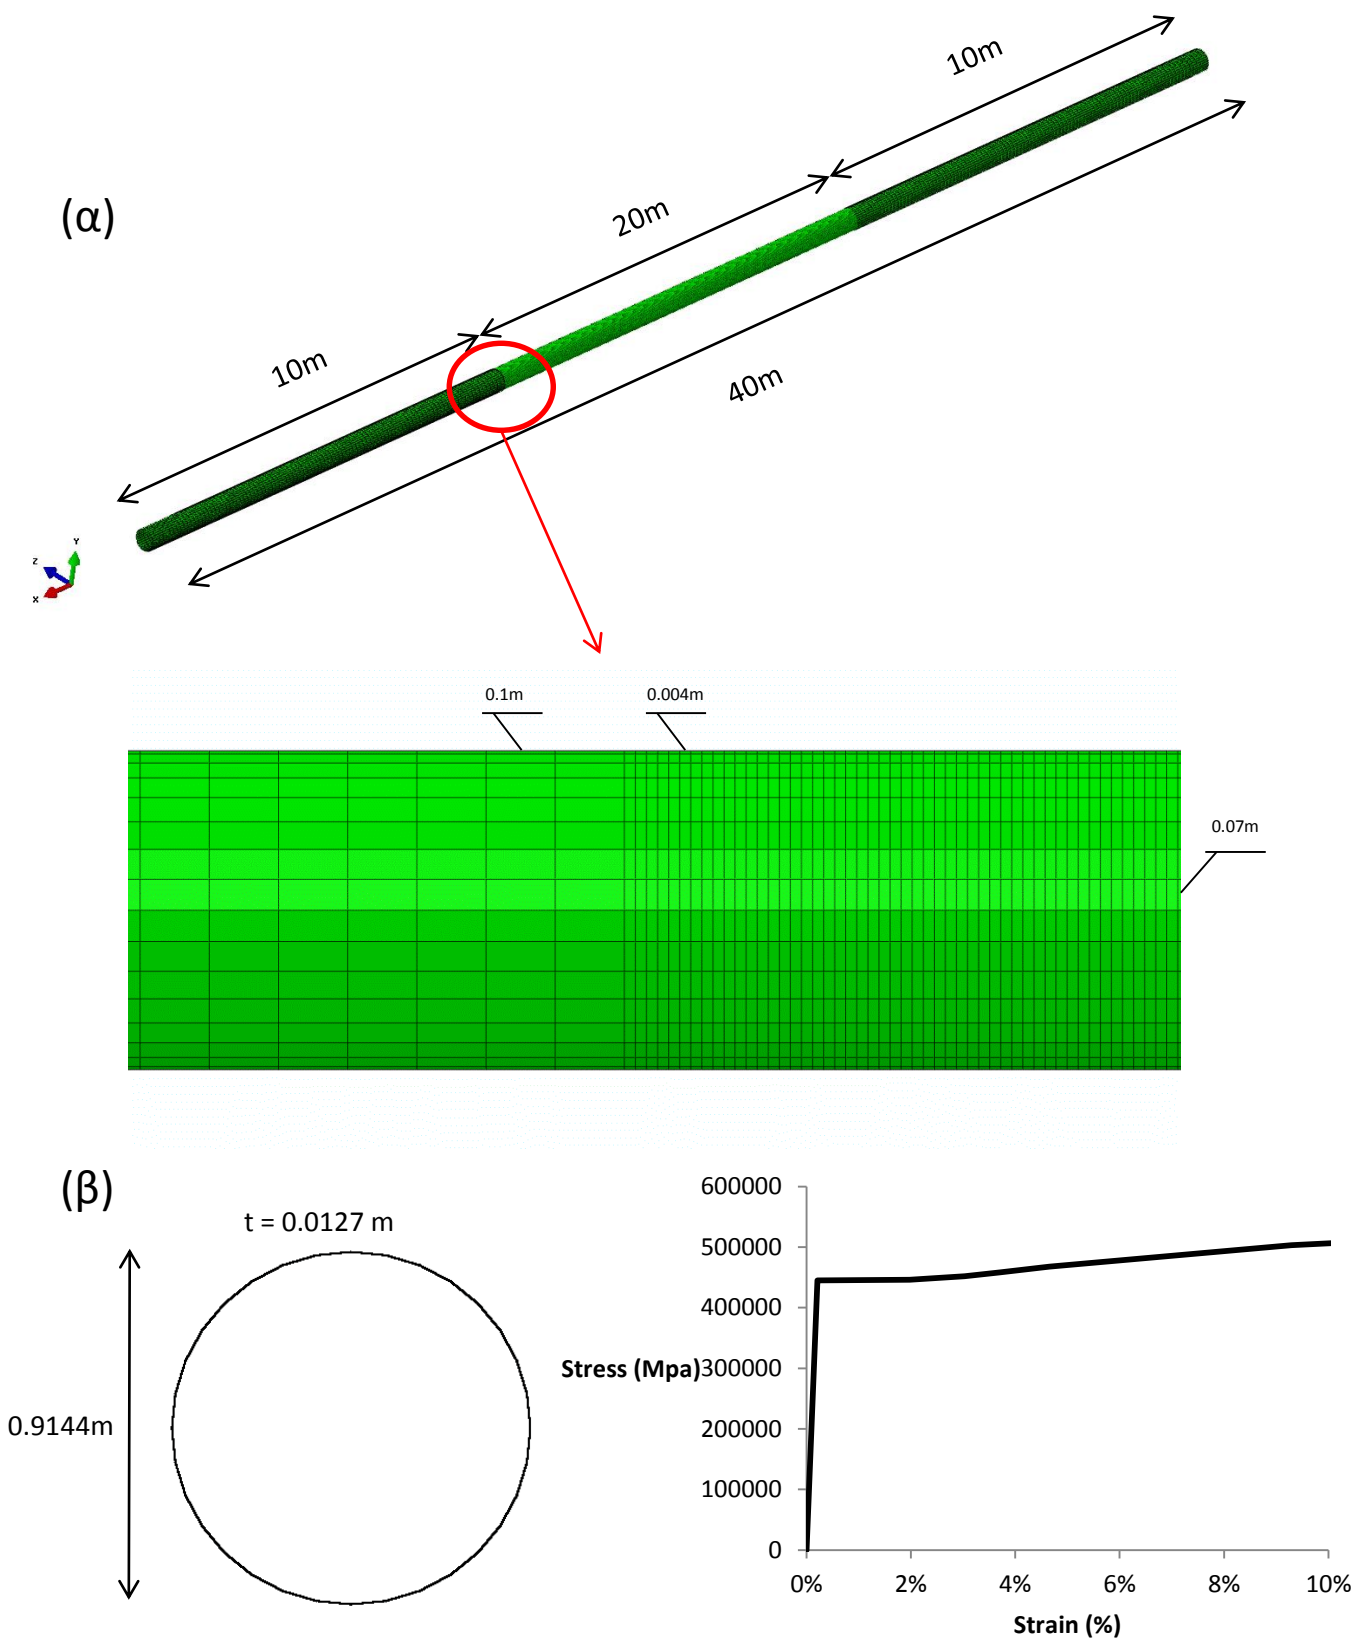 10m
(α)
20m
10m
40m
Y
Z
X
0.1m
0.004m
0.07m
(β)
t = 0.0127 m
0.9144m
600000
500000
400000
Stress (Mpa)
300000
200000
100000
0
0%
2%
4%
6%
8%
10%
Strain (%)